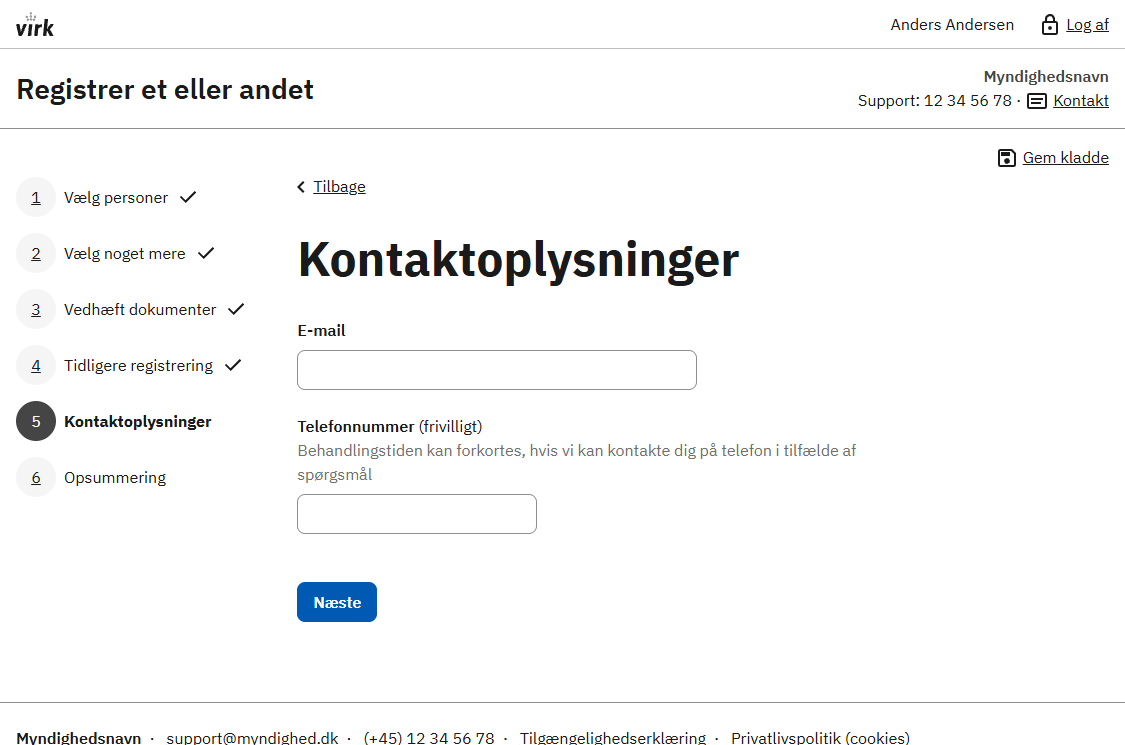 virk
Anders Andersen
Log af
Registrer et eller andet
Myndighedsnavn
Support: 12 34 56 78 · Kontakt
Gem kladde
1 Vælg personer
2 Vælg noget mere
3 Vedhæft dokumenter
4 Tidligere registrering
5 Kontaktoplysninger
6 Opsummering
Tilbage
Kontaktoplysninger
E-mail
Telefonnummer (frivilligt)
Behandlingstiden kan forkortes, hvis vi kan kontakte dig på telefon i tilfælde af
spørgsmål
Næste
Myndighedsnavn · support@myndighed.dk · (+45) 12 34 56 78 · Tilgængelighedserklæring · Privatlivspolitik (cookies)